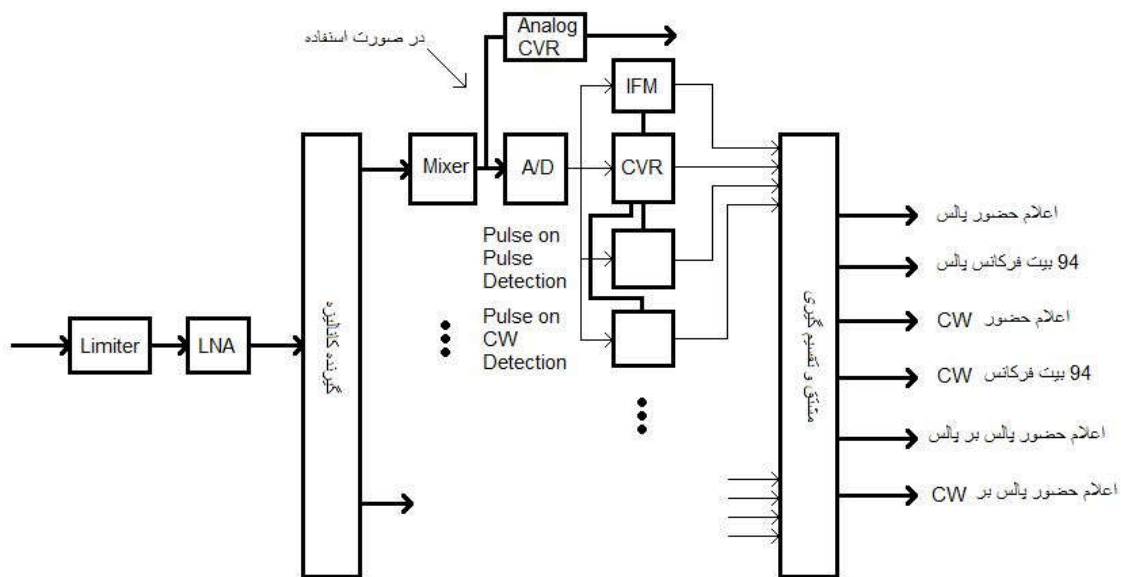 در صورت استفاده
Analog
CVR
IFM
Mixer
A/D
CVR
Pulse on
Pulse
Detection
Pulse on
CW
Detection
Limiter
LNA
گیرنده کانالیزه
مشتق و تقسیم گیری
اعلام حضور پالس
94 بیت فرکانس پالس
اعلام حضور CW
94 بیت فرکانس CW
اعلام حضور پالس بر پالس
اعلام حضور پالس بر CW